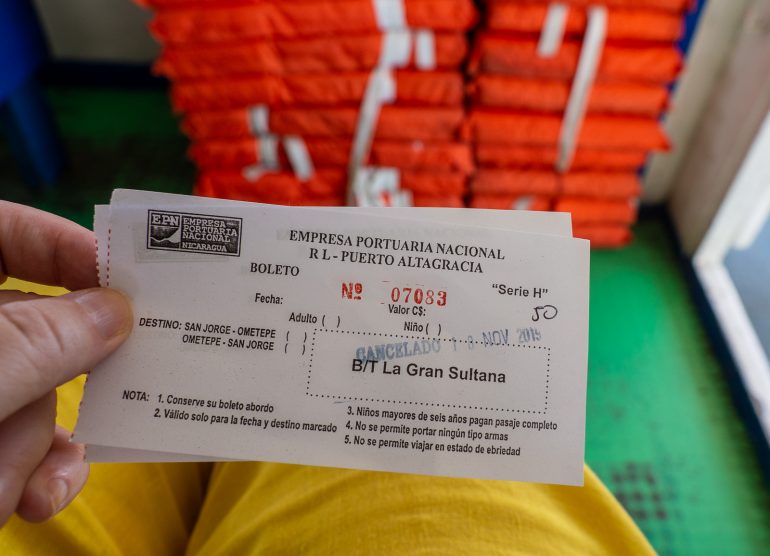 EPN EMPRESA
PORTUARIA
NACIONAL
NICARAGUA
EMPRESA PORTUARIA NACIONAL
R L - PUERTO ALTAGRACIA
BOLETO
Nº 07083
"Serie H"
Fecha:
Valor C$:
50
Adulto ( ) Niño ( )
DESTINO: SAN JORGE - OMETEPE ( )
OMETEPE - SAN JORGE ( )
CANCELADO 18 NOV 2015
B/T La Gran Sultana
NOTA: 1. Conserve su boleto abordo
2. Válido solo para la fecha y destino marcado
3. Niños mayores de seis años pagan pasaje completo
4. No se permite portar ningún tipo armas
5. No se permite viajar en estado de ebriedad